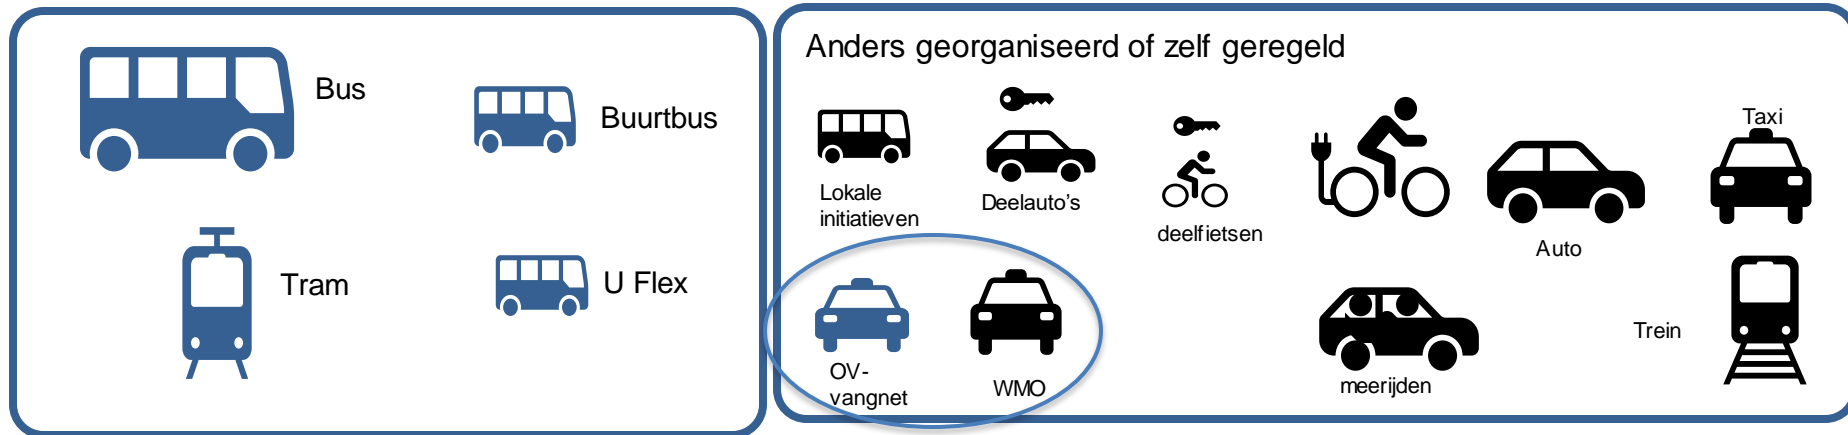 Bus
Buurtbus
Tram
U Flex
Anders georganiseerd of zelf geregeld
Lokale
initiatieven
Deelauto's
deelfietsen
Auto
Taxi
OV-
vangnet
WMO
meerijden
Trein